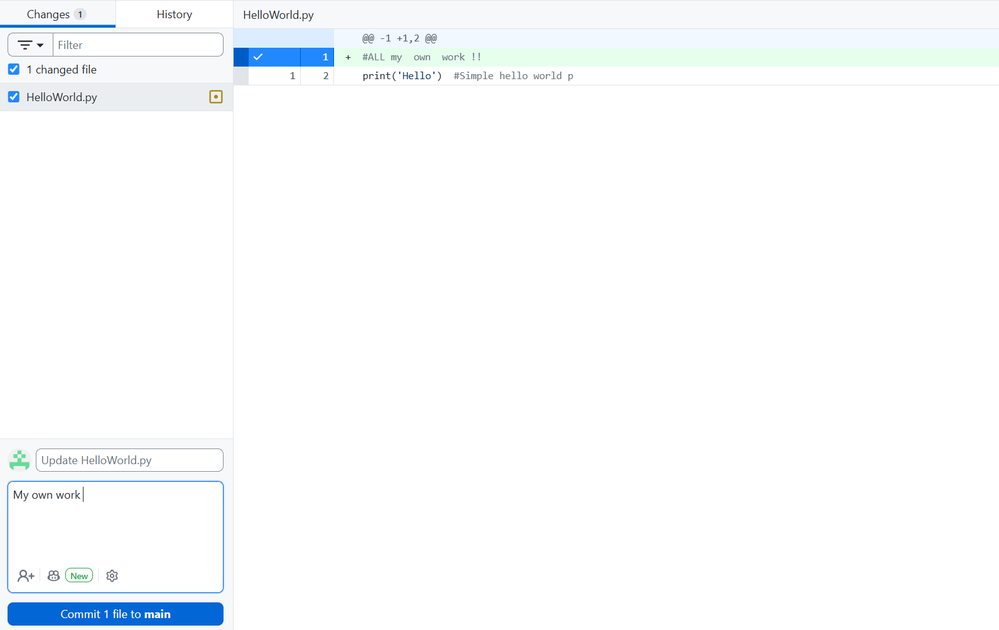 Changes 1 History
Filter
1 changed file
HelloWorld.py
HelloWorld.py
@@ -1 +1,2 @@
1 + #ALL my  own  work !!
1 2 print('Hello')  #Simple hello world p
Update HelloWorld.py
My own work
New
Commit 1 file to main